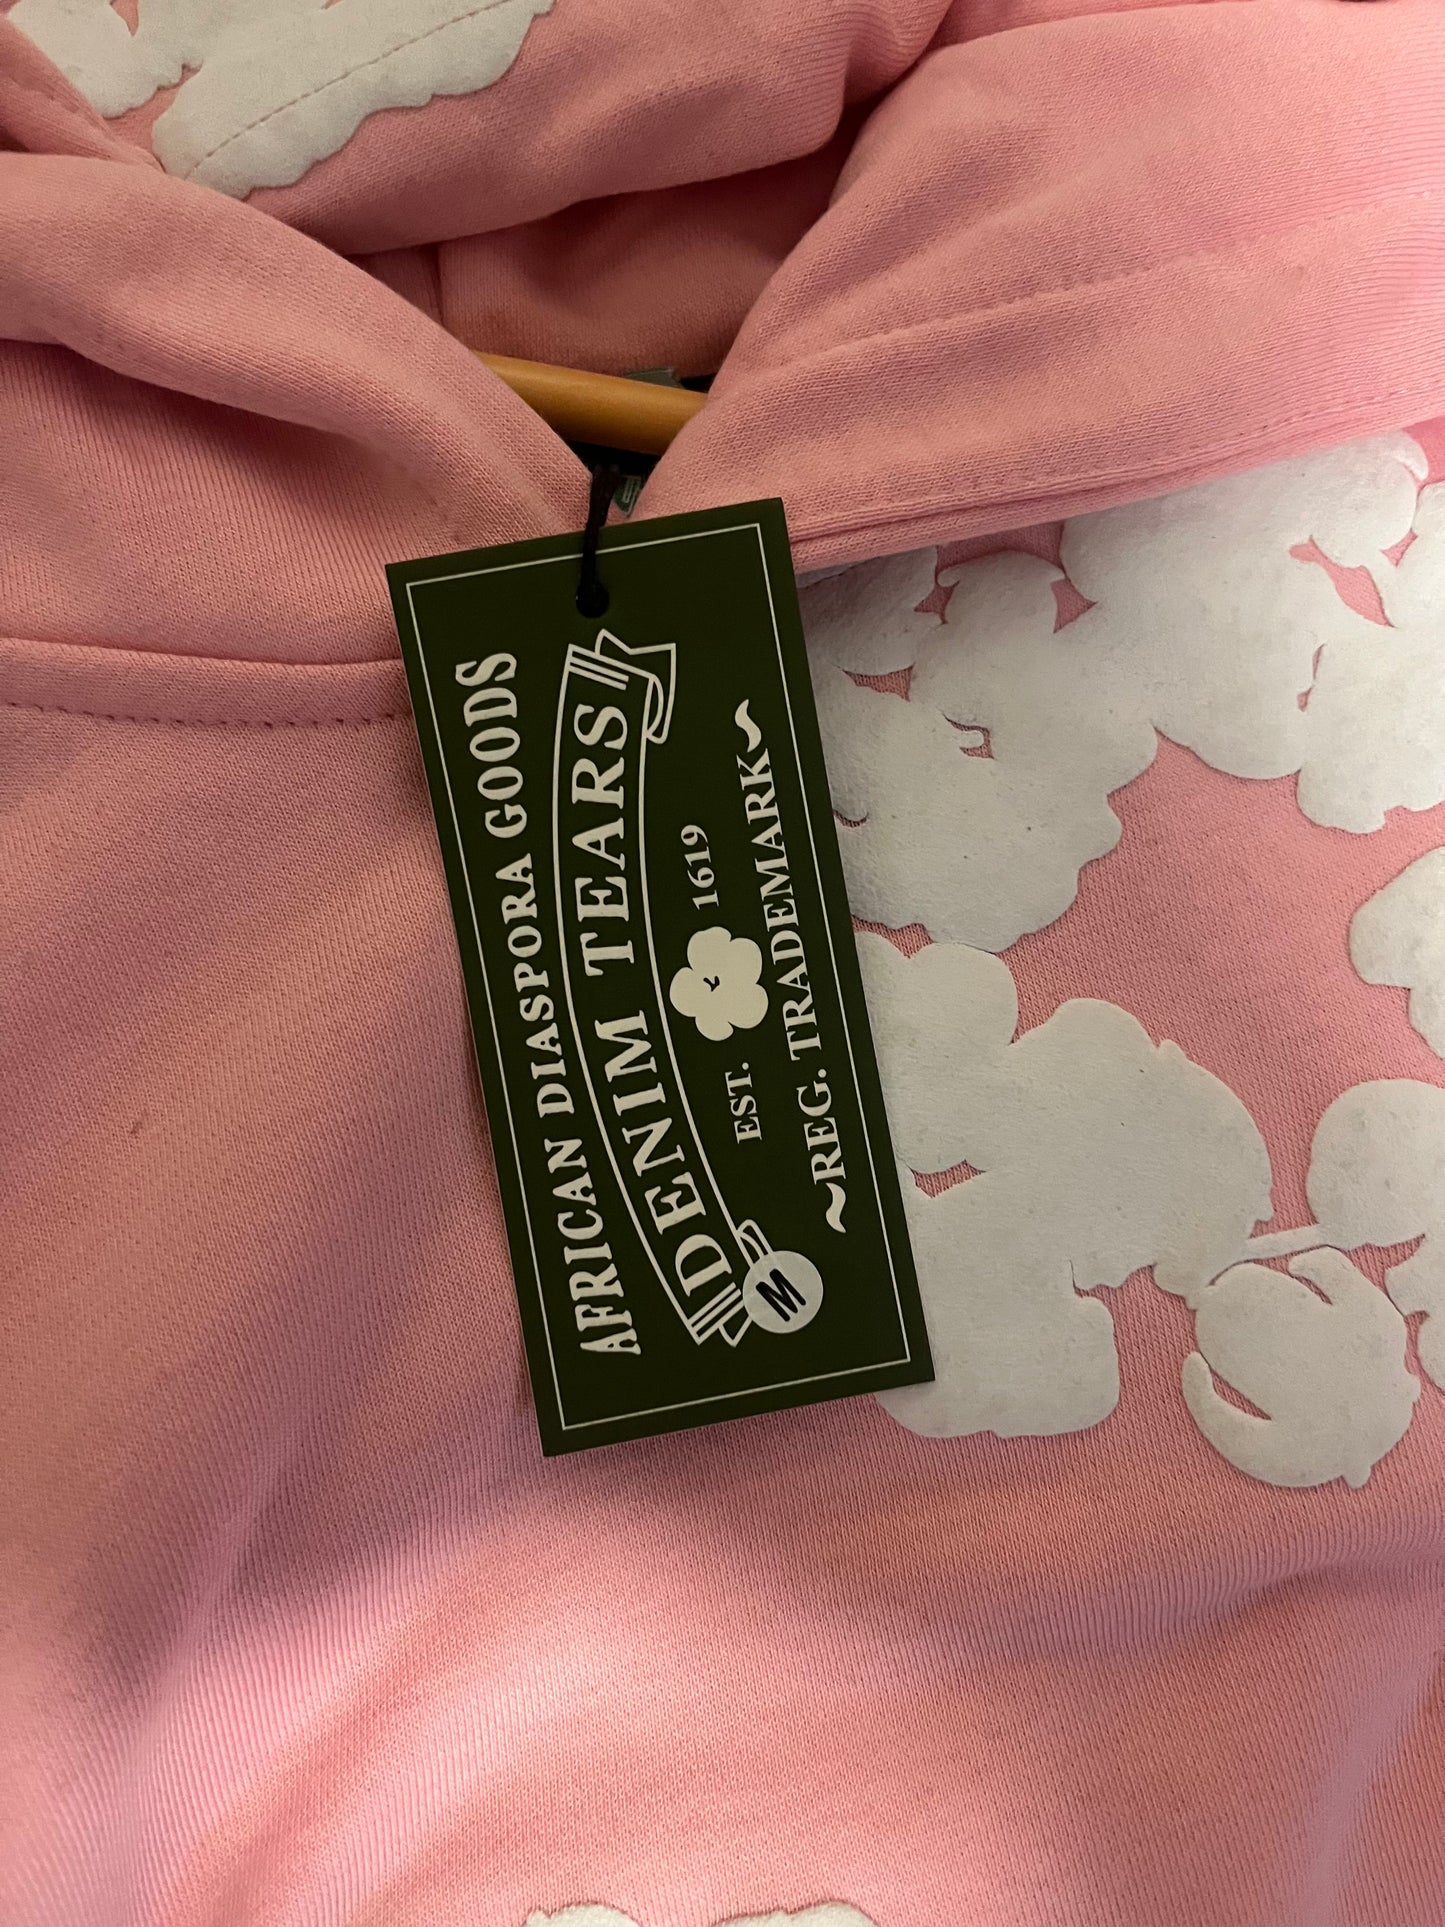 AFRICAN DIASPORA GOODS
DENIM TEARS
EST. 1619
~REG. TRADEMARK~
M